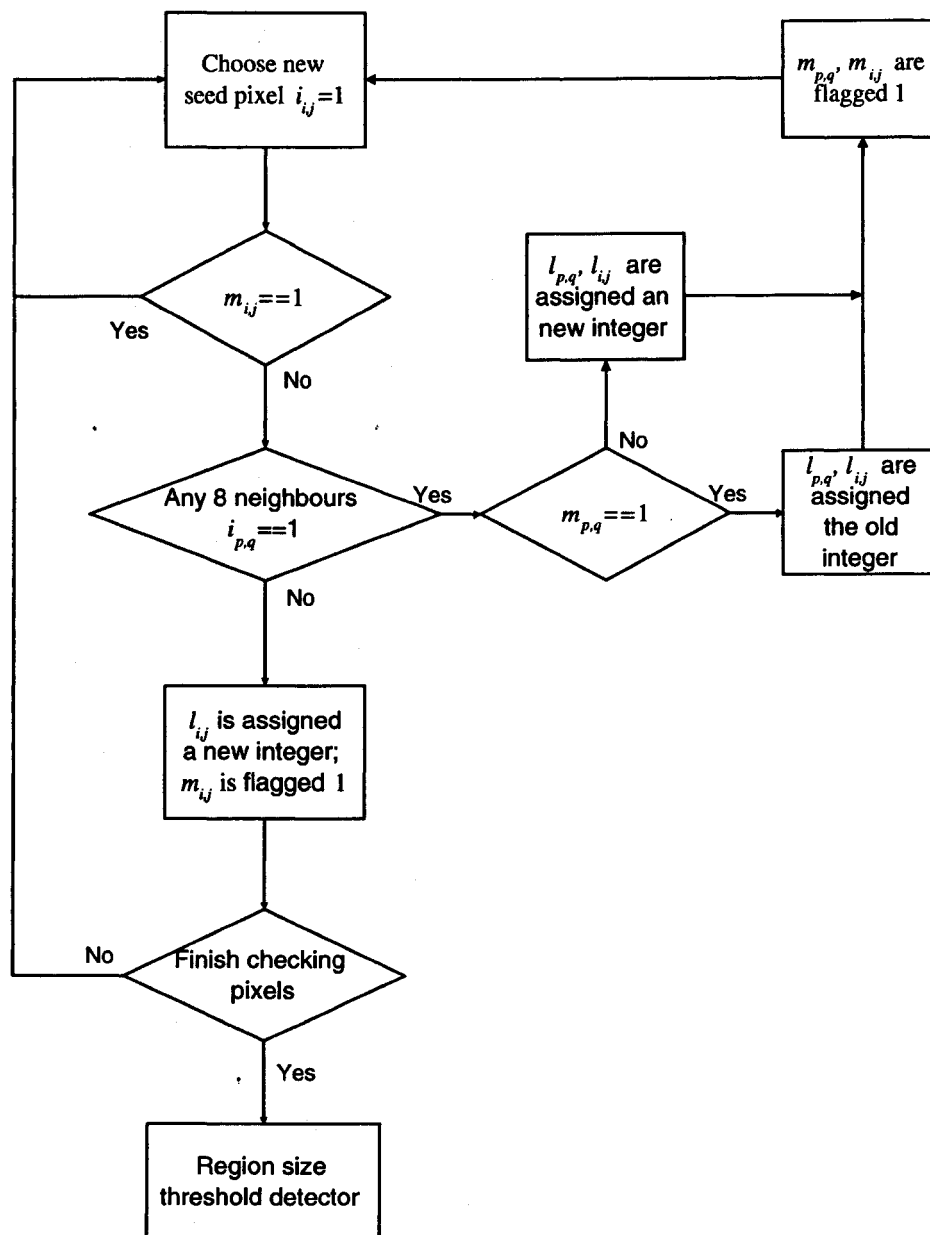 Choose new
seed pixel i_{i,j}=1
m_{p,q}, m_{i,j} are
flagged 1
m_{i,j}==1
Yes
No
l_{p,q}, l_{i,j} are
assigned an
new integer
Any 8 neighbours
i_{p,q}==1
Yes
No
m_{p,q}==1
No
Yes
l_{p,q}, l_{i,j} are
assigned
the old
integer
l_{i,j} is assigned
a new integer;
m_{i,j} is flagged 1
Finish checking
pixels
No
Yes
Region size
threshold detector